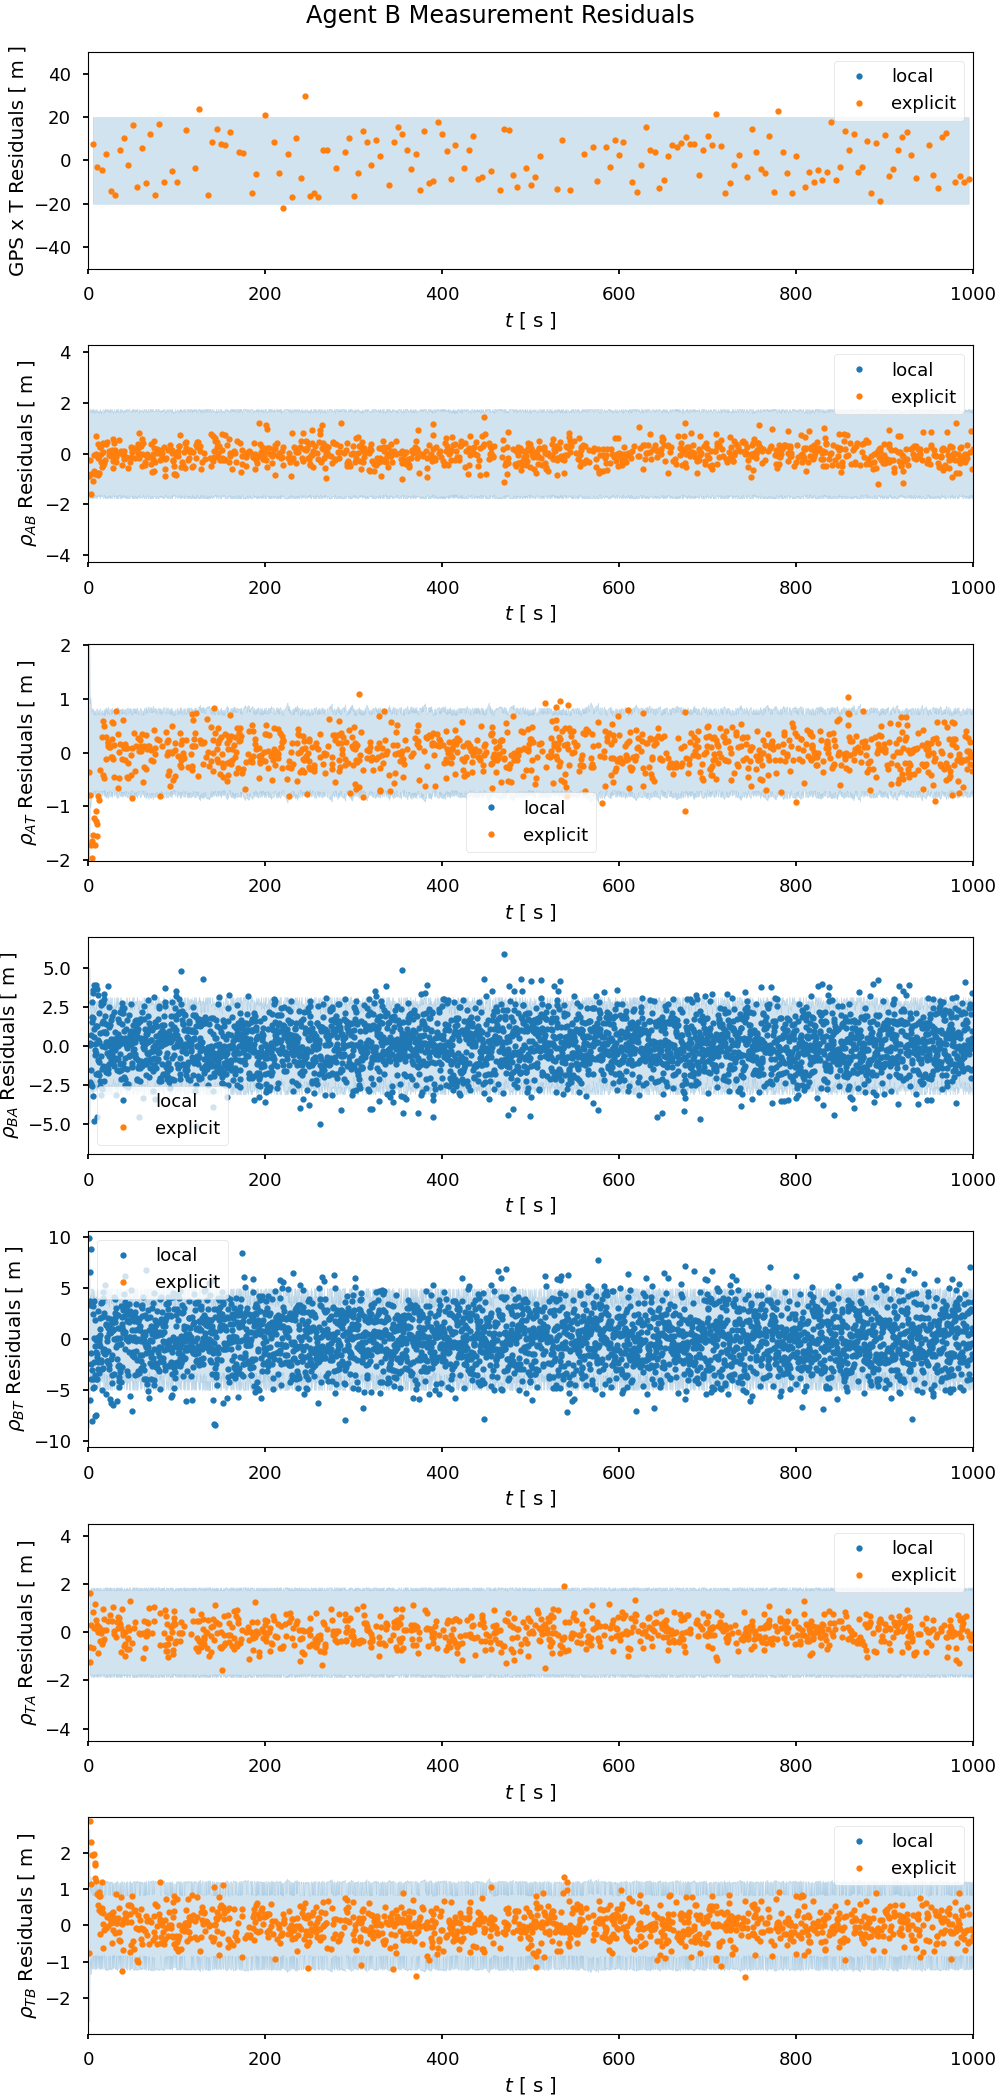 Agent B Measurement Residuals
GPS x T Residuals [ m ]
40
20
0
−20
−40
local
explicit
0 200 400 600 800 1000
t [ s ]
ρAB Residuals [ m ]
4
2
0
−2
−4
local
explicit
0 200 400 600 800 1000
t [ s ]
ρAT Residuals [ m ]
2
1
0
−1
−2
local
explicit
0 200 400 600 800 1000
t [ s ]
ρBA Residuals [ m ]
5.0
2.5
0.0
−2.5
−5.0
local
explicit
0 200 400 600 800 1000
t [ s ]
ρBT Residuals [ m ]
10
5
0
−5
−10
local
explicit
0 200 400 600 800 1000
t [ s ]
ρTA Residuals [ m ]
4
2
0
−2
−4
local
explicit
0 200 400 600 800 1000
t [ s ]
ρTB Residuals [ m ]
2
1
0
−1
−2
local
explicit
0 200 400 600 800 1000
t [ s ]